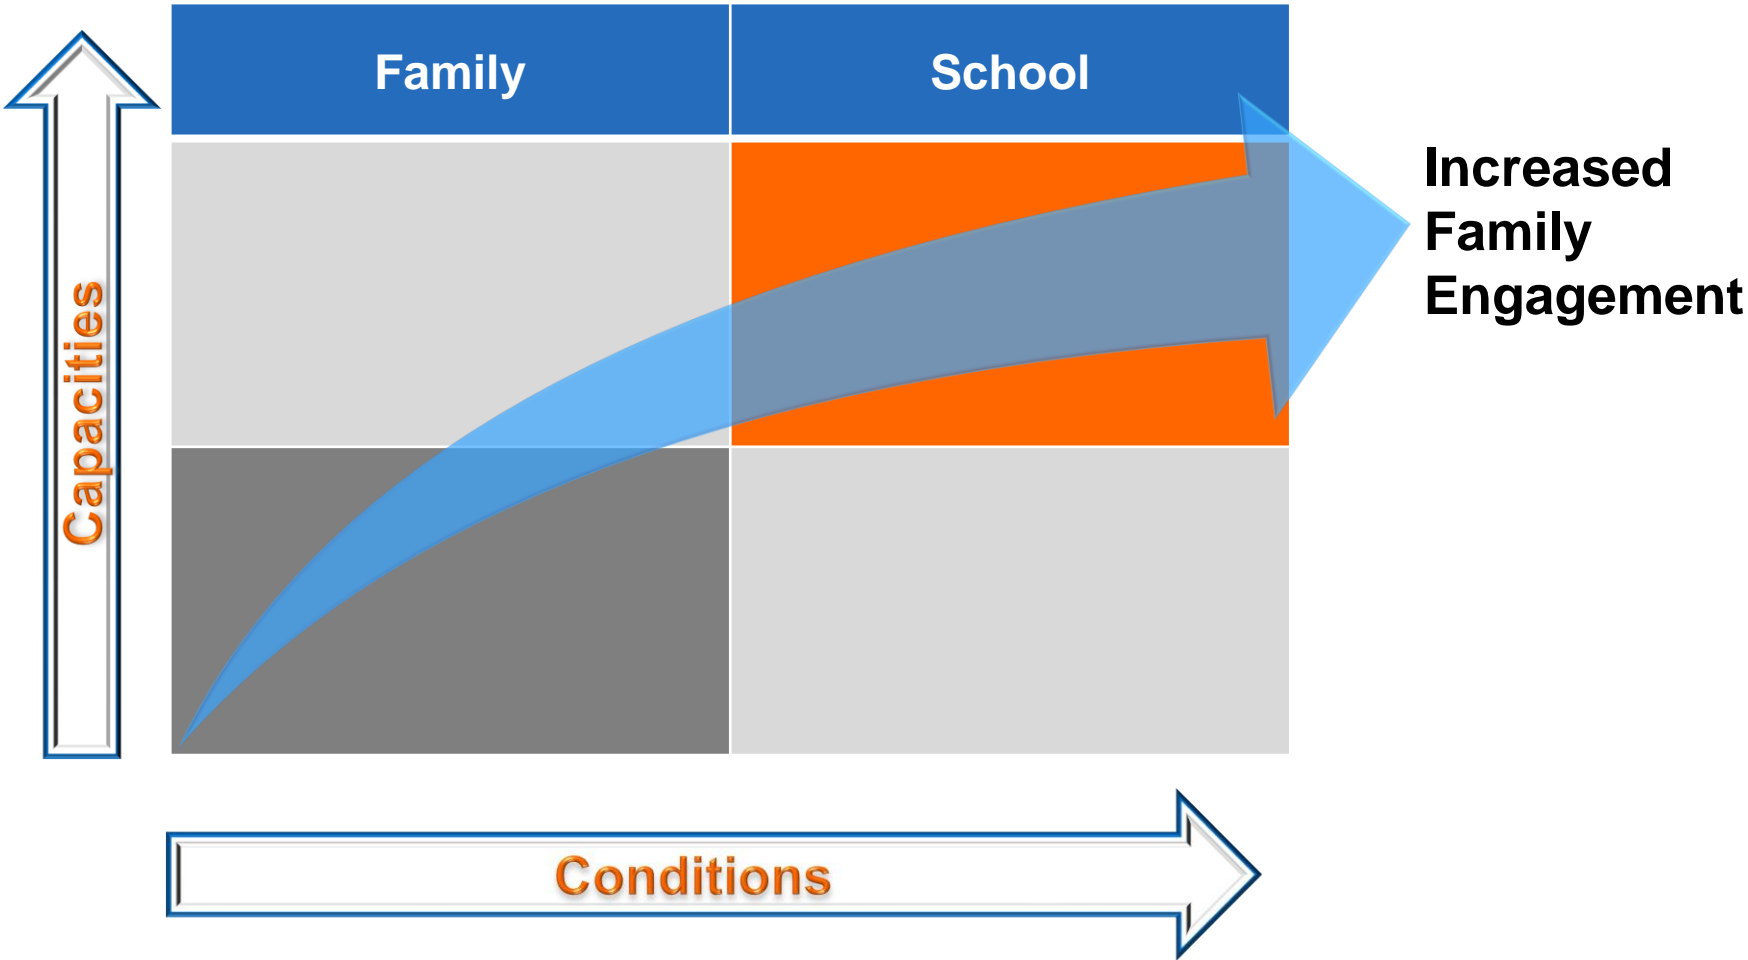 Family
School
Increased
Family
Engagement
Capacities
Conditions